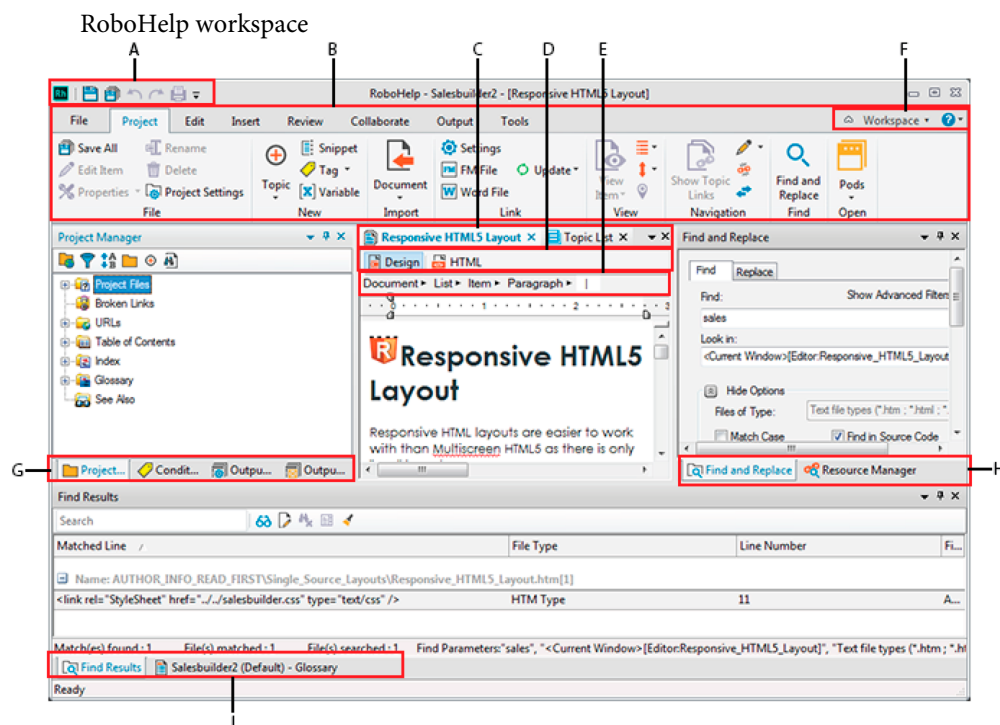 RoboHelp workspace
A B C D E F
RoboHelp - Salesbuilder2 - [Responsive HTML5 Layout]
File Project Edit Insert Review Collaborate Output Tools Workspace
Save All Rename
Edit Item Delete
Properties Project Settings
File
Topic
Snippet
Tag
Variable
New
Document
Import
Settings
FM File Update
Word File
Link
View Item
View
Show Topic Links
Navigation
Find and Replace
Find
Pods
Open
Project Manager
Project Files
Broken Links
URLs
Table of Contents
Index
Glossary
See Also
G
Project... Condit... Outpu... Outpu...
Responsive HTML5 Layout Topic List
Design HTML
Document List Item Paragraph
1 2 3
Responsive HTML5
Layout
Responsive HTML layouts are easier to work
with than Multiscreen HTML5 as there is only
Find and Replace
Find Replace
Find: Show Advanced Filters
sales
Look in:
<Current Window>[Editor:Responsive_HTML5_Layout
Hide Options
Files of Type: Text file types (*.htm ; *.html ; *.
Match Case Find in Source Code
Find and Replace Resource Manager
H
Find Results
Search
Matched Line File Type Line Number Fi...
Name: AUTHOR_INFO_READ_FIRST\Single_Source_Layouts\Responsive_HTML5_Layout.htm[1]
<link rel="StyleSheet" href="../../salesbuilder.css" type="text/css" /> HTM Type 11 A...
Match(es) found : 1 File(s) matched : 1 File(s) searched : 1 Find Parameters:"sales", "<Current Window>[Editor:Responsive_HTML5_Layout]", "Text file types (*.htm ; *.ht
Find Results Salesbuilder2 (Default) - Glossary
Ready
I